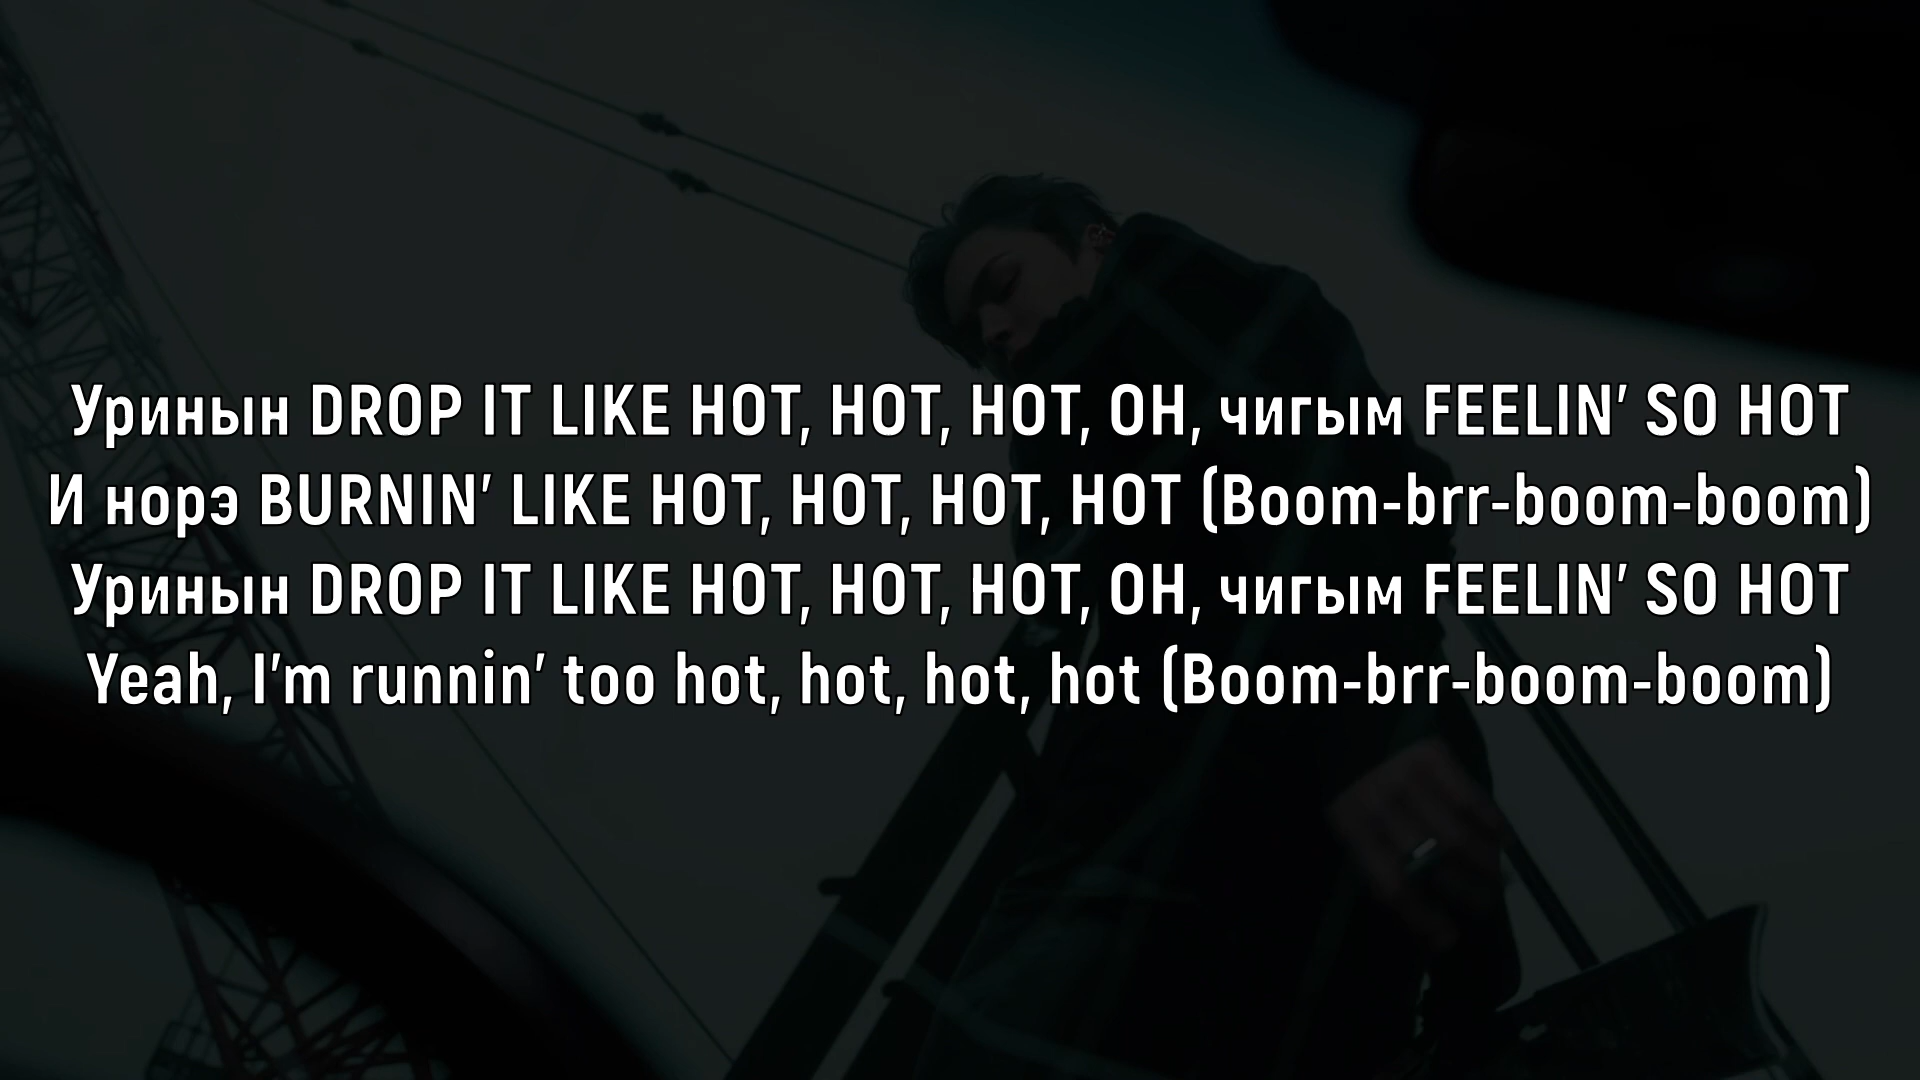 Уринын DROP IT LIKE HOT, HOT, HOT, OH, чигым FEELIN’ SO HOT
И норэ BURNIN’ LIKE HOT, HOT, HOT, HOT (Boom-brr-boom-boom)
Уринын DROP IT LIKE HOT, HOT, HOT, OH, чигым FEELIN’ SO HOT
Yeah, I’m runnin’ too hot, hot, hot, hot (Boom-brr-boom-boom)